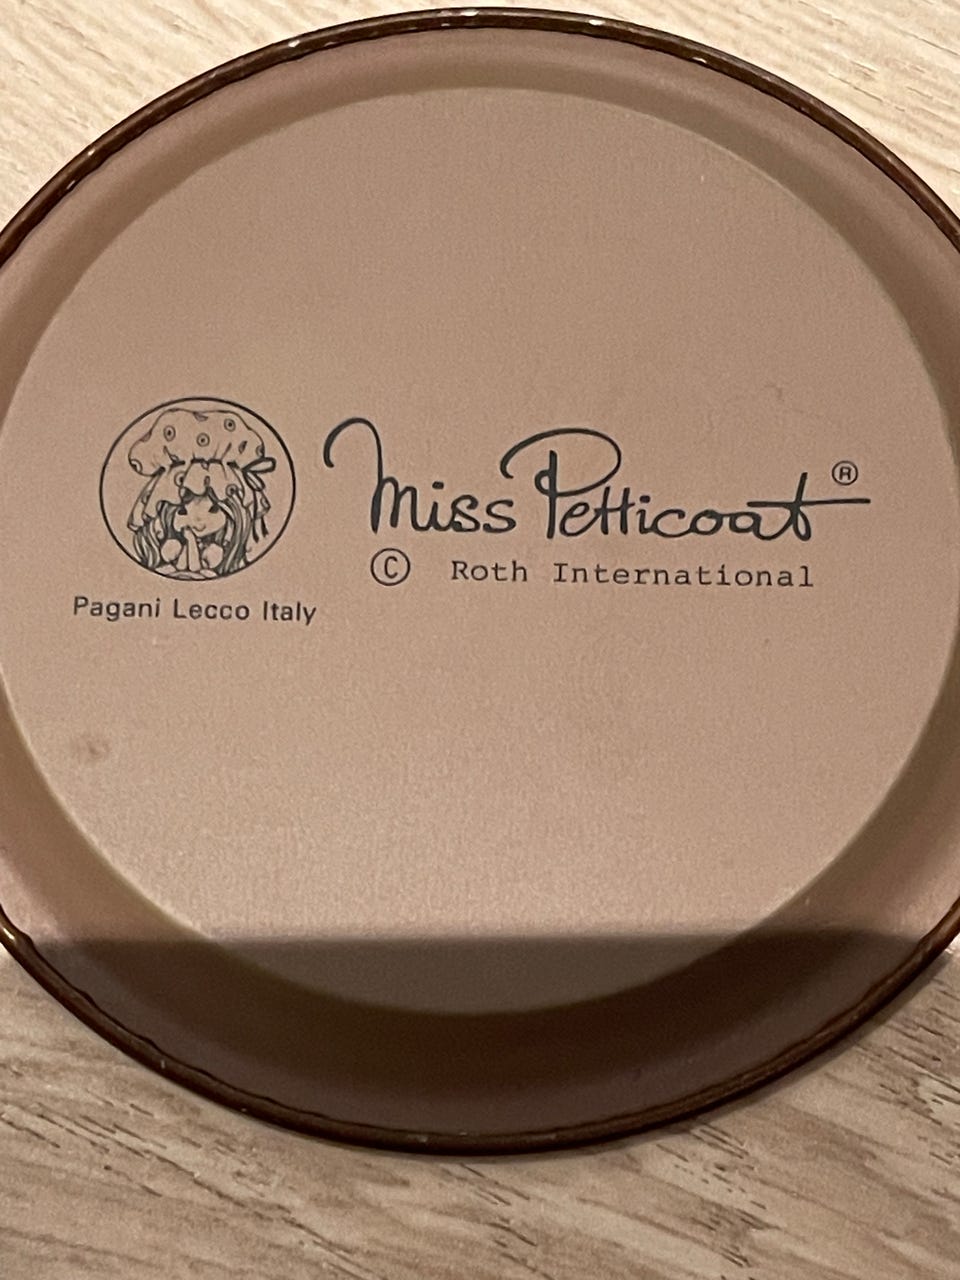 Miss Petticoat ®
© Roth International
Pagani Lecco Italy